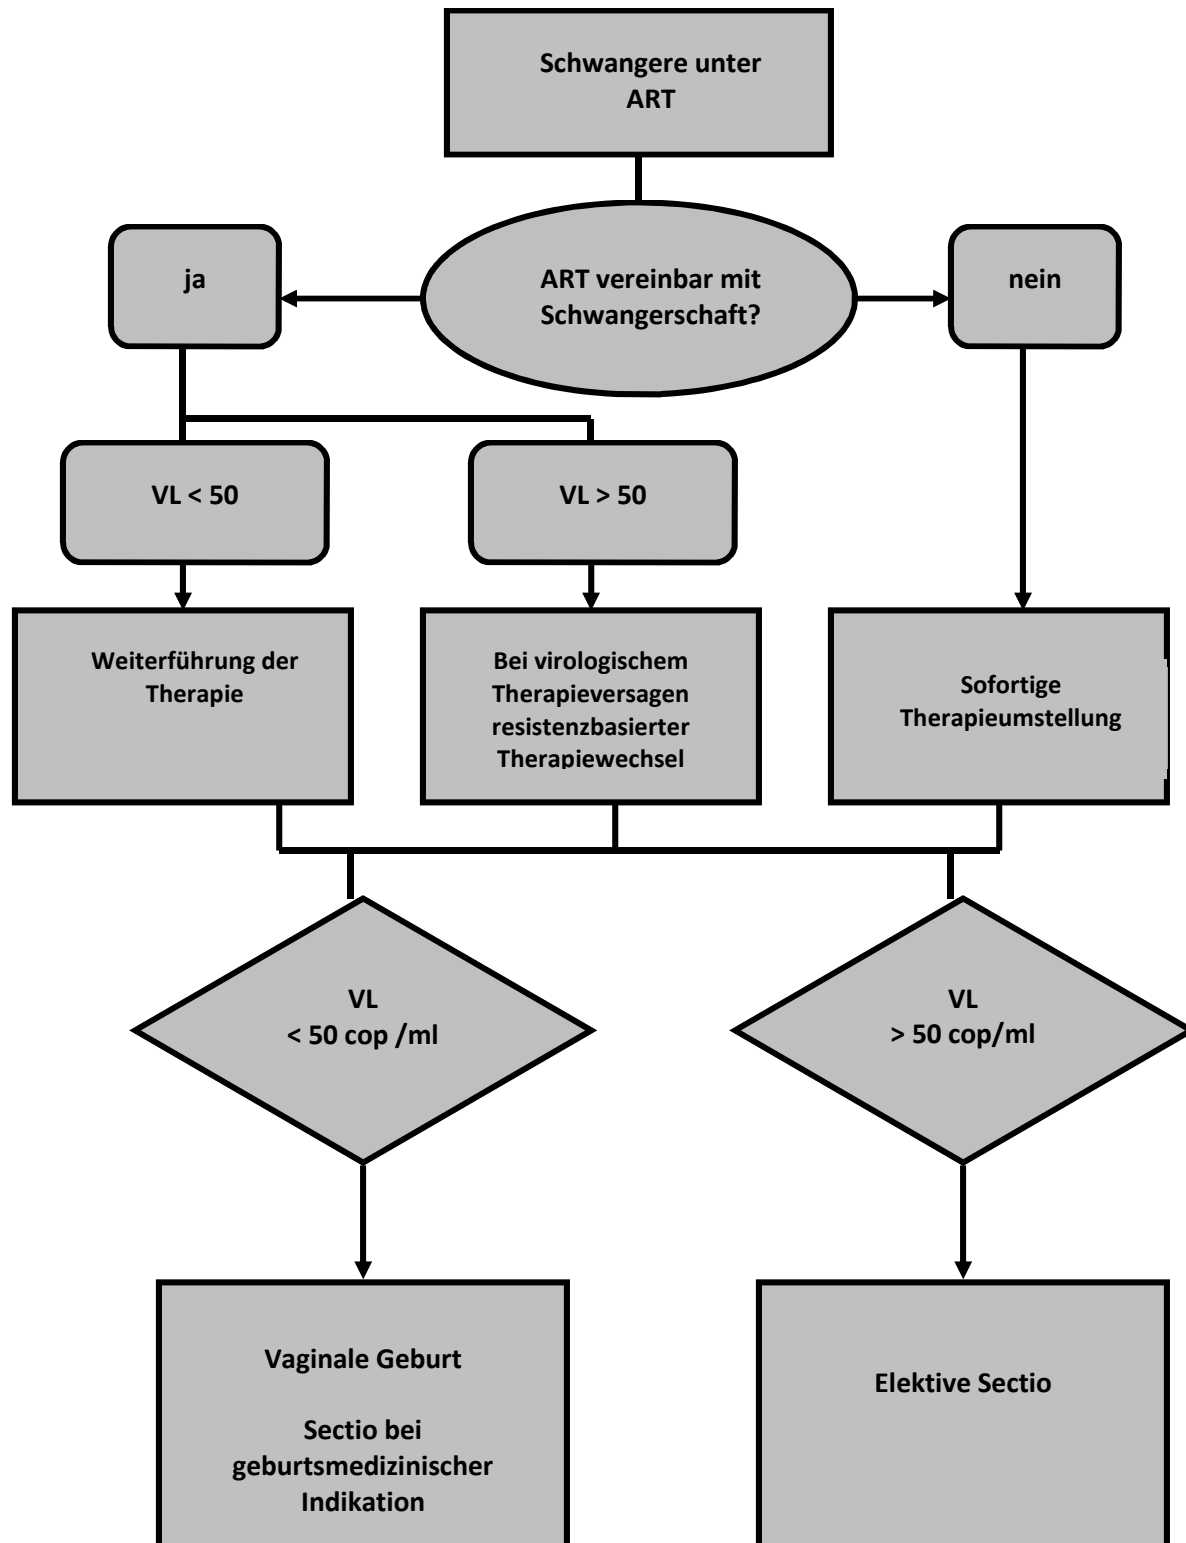 Schwangere unter
ART
ART vereinbar mit
Schwangerschaft?
ja
nein
VL < 50
VL > 50
Weiterführung der
Therapie
Bei virologischem
Therapieversagen
resistenzbasierter
Therapiewechsel
Sofortige
Therapieumstellung
VL
< 50 cop /ml
VL
> 50 cop/ml
Vaginale Geburt
Sectio bei
geburtsmedizinischer
Indikation
Elektive Sectio